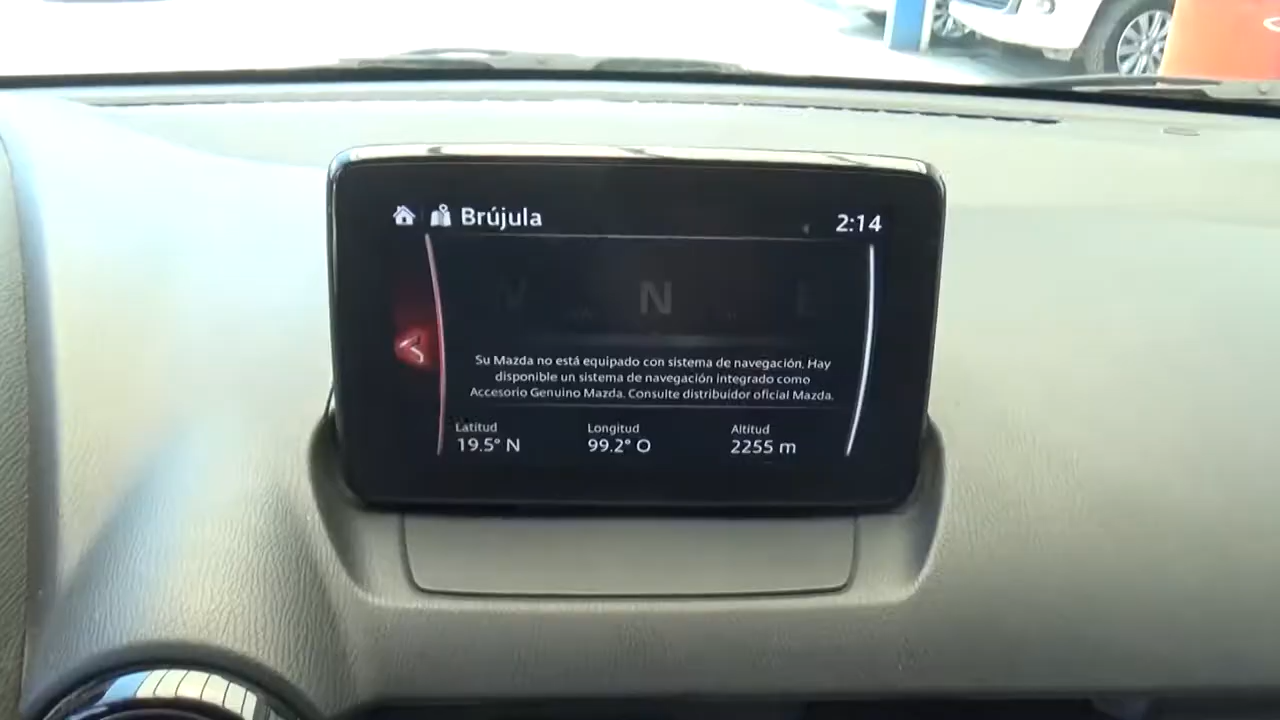 Brújula
2:14
N
Su Mazda no está equipado con sistema de navegación. Hay
disponible un sistema de navegación integrado como
Accesorio Genuino Mazda. Consulte distribuidor oficial Mazda.
Latitud Longitud Altitud
19.5° N 99.2° O 2255 m